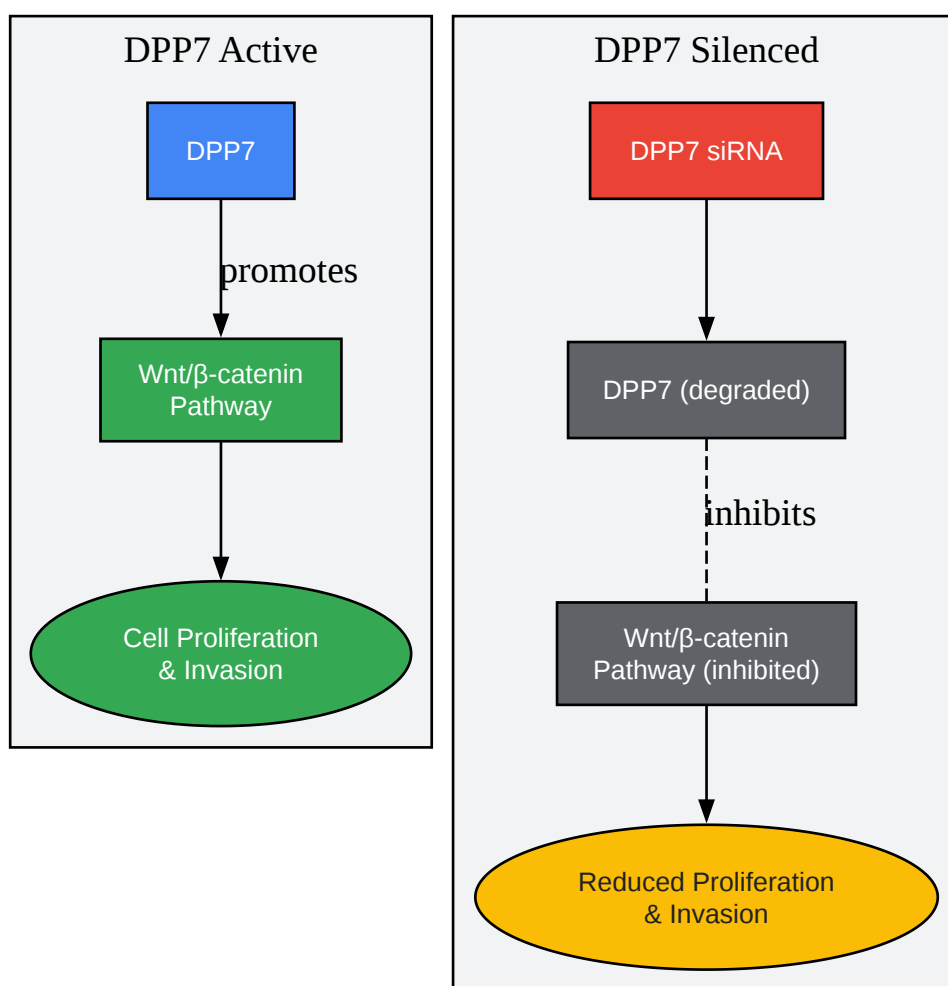 DPP7 Active
DPP7
promotes
Wnt/β-catenin
Pathway
Cell Proliferation
& Invasion
DPP7 Silenced
DPP7 siRNA
DPP7 (degraded)
inhibits
Wnt/β-catenin
Pathway (inhibited)
Reduced Proliferation
& Invasion